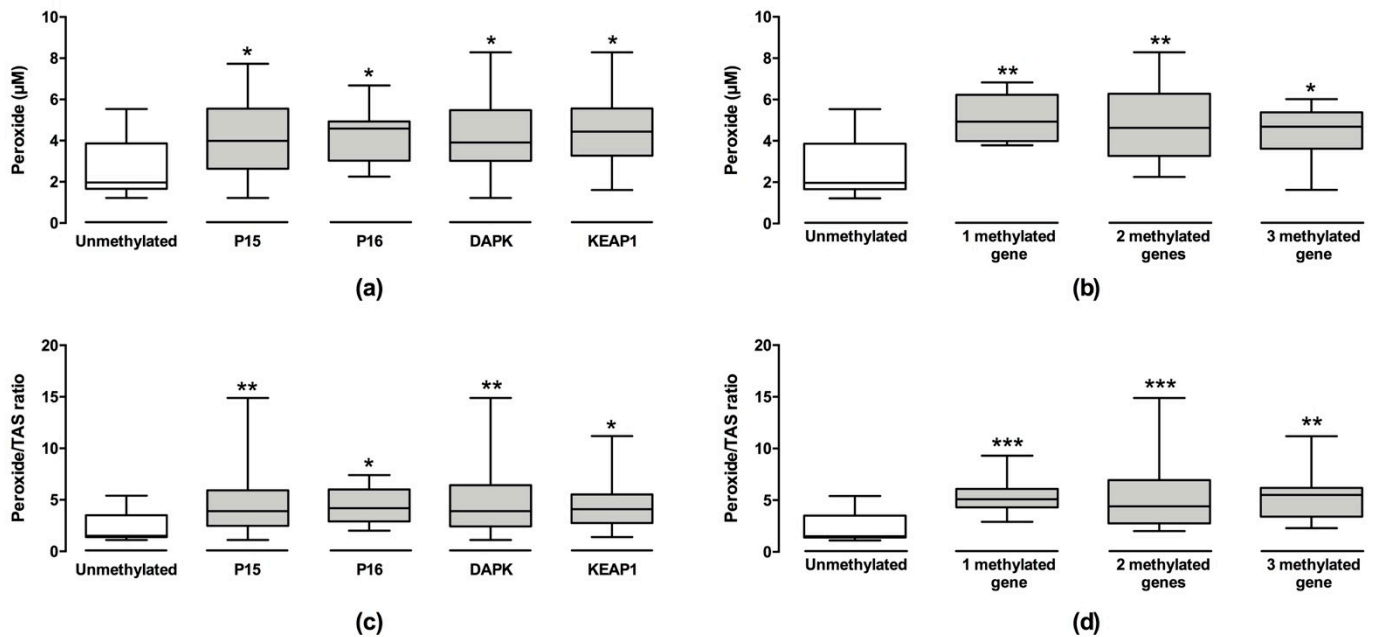 10
8
6
4
2
0
Peroxide (µM)
*
*
*
*
Unmethylated
P15
P16
DAPK
KEAP1
(a)
10
8
6
4
2
0
Peroxide (µM)
**
**
*
Unmethylated
1 methylated
gene
2 methylated
genes
3 methylated
gene
(b)
20
15
10
5
0
Peroxide/TAS ratio
**
*
**
*
Unmethylated
P15
P16
DAPK
KEAP1
(c)
20
15
10
5
0
Peroxide/TAS ratio
***
***
**
Unmethylated
1 methylated
gene
2 methylated
genes
3 methylated
gene
(d)